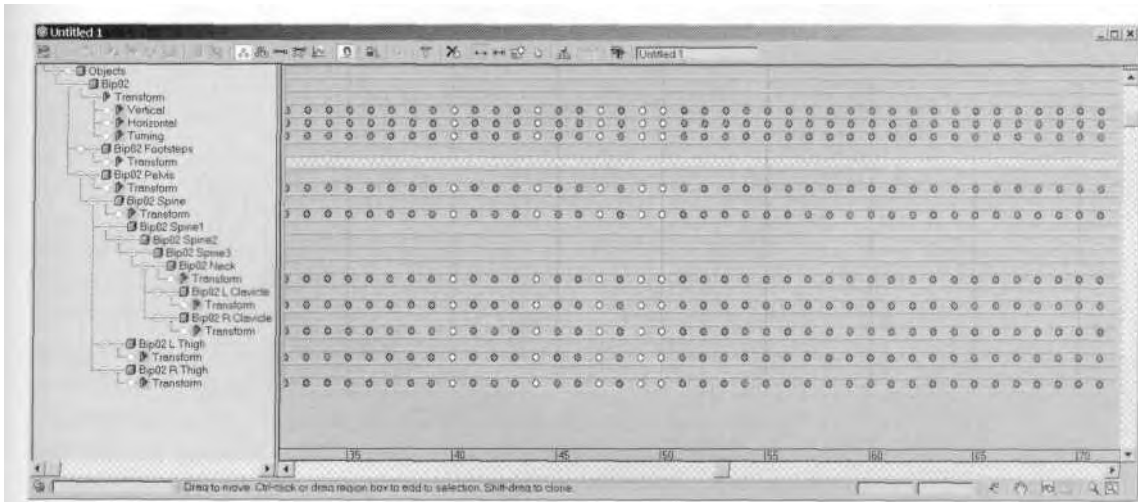 Untitled 1
Untitled 1
Objects
Bip02
Transform
Vertical
Horizontal
Turning
Bip02 Footsteps
Transform
Bip02 Pelvis
Transform
Bip02 Spine
Transform
Bip02 Spine1
Bip02 Spine2
Bip02 Spine3
Bip02 Neck
Transform
Bip02 L Clavicle
Transform
Bip02 R Clavicle
Transform
Bip02 L Thigh
Transform
Bip02 R Thigh
Transform
135 140 145 150 155 160 165 170
Drag to move. Ctrl-click or drag region box to add to selection. Shift-drag to clone.